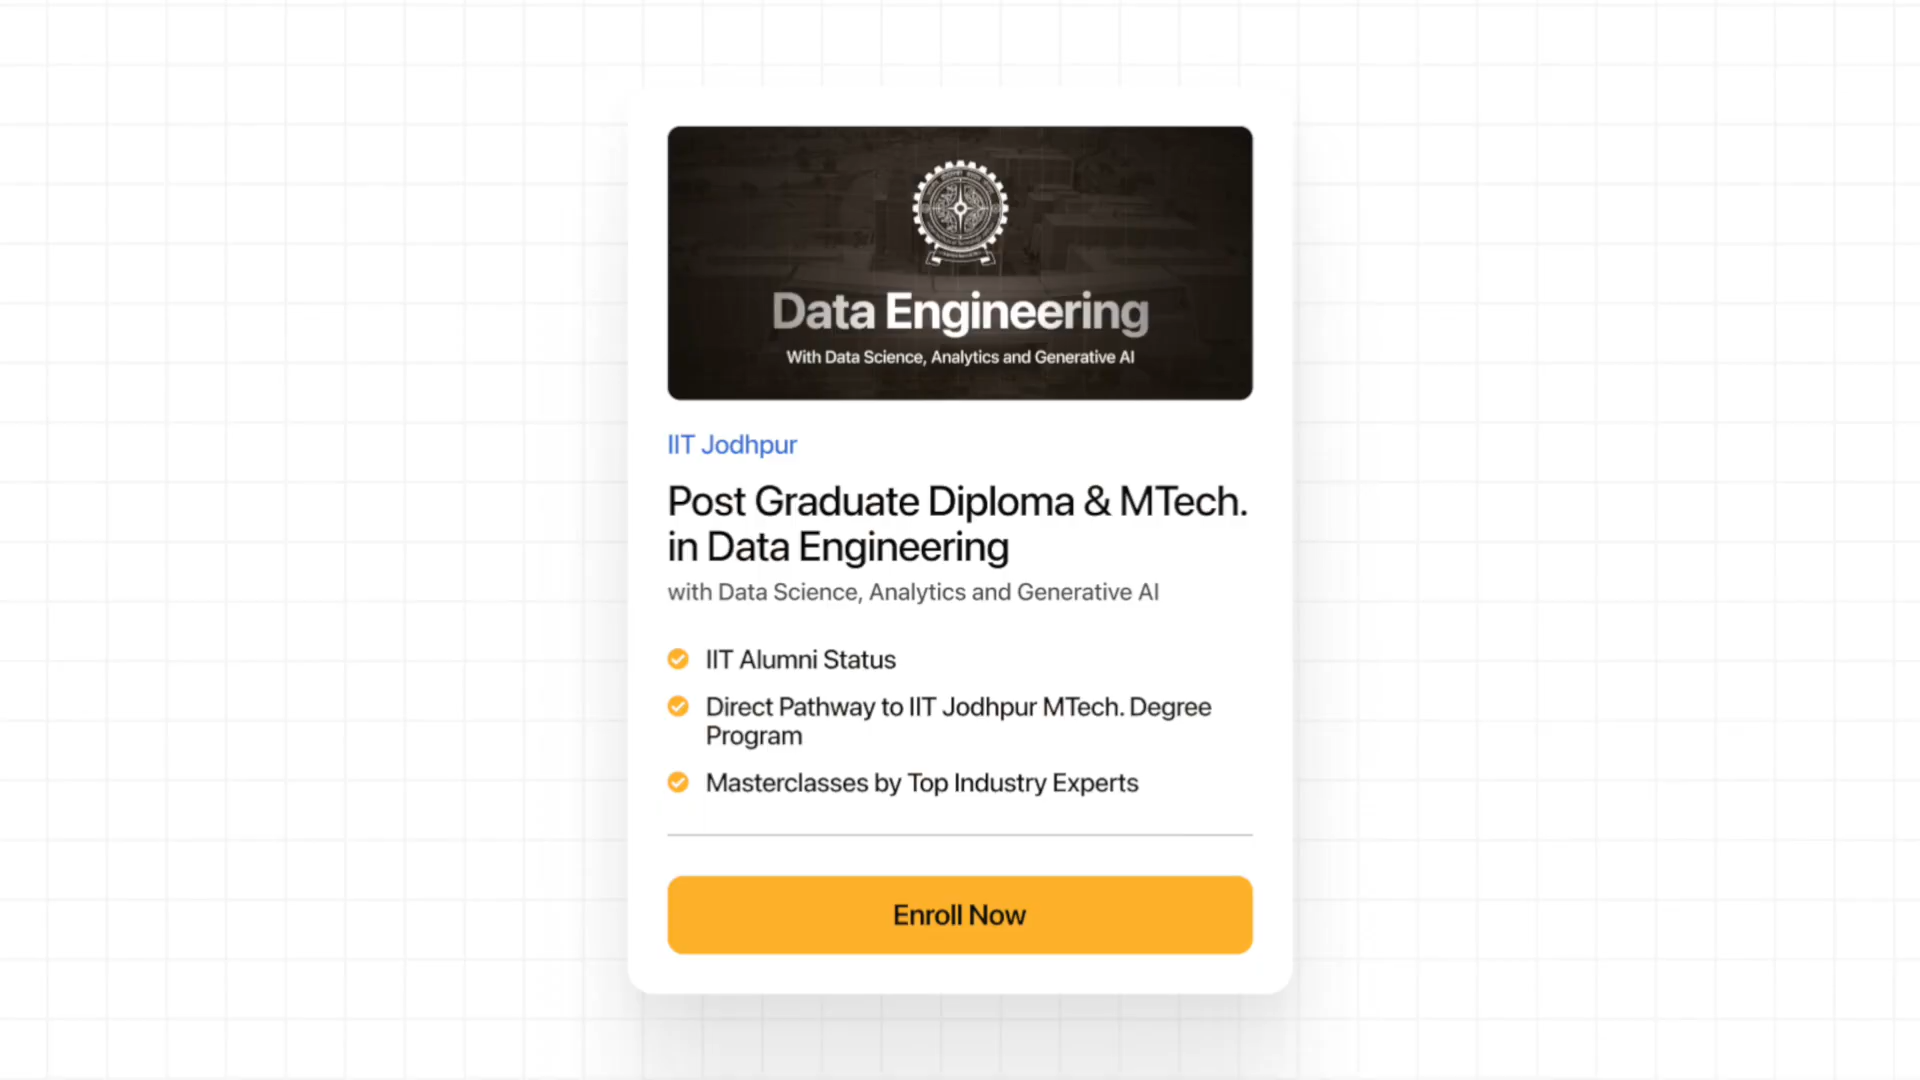 Data Engineering
With Data Science, Analytics and Generative AI
IIT Jodhpur
Post Graduate Diploma & MTech.
in Data Engineering
with Data Science, Analytics and Generative AI
IIT Alumni Status
Direct Pathway to IIT Jodhpur MTech. Degree
Program
Masterclasses by Top Industry Experts
Enroll Now